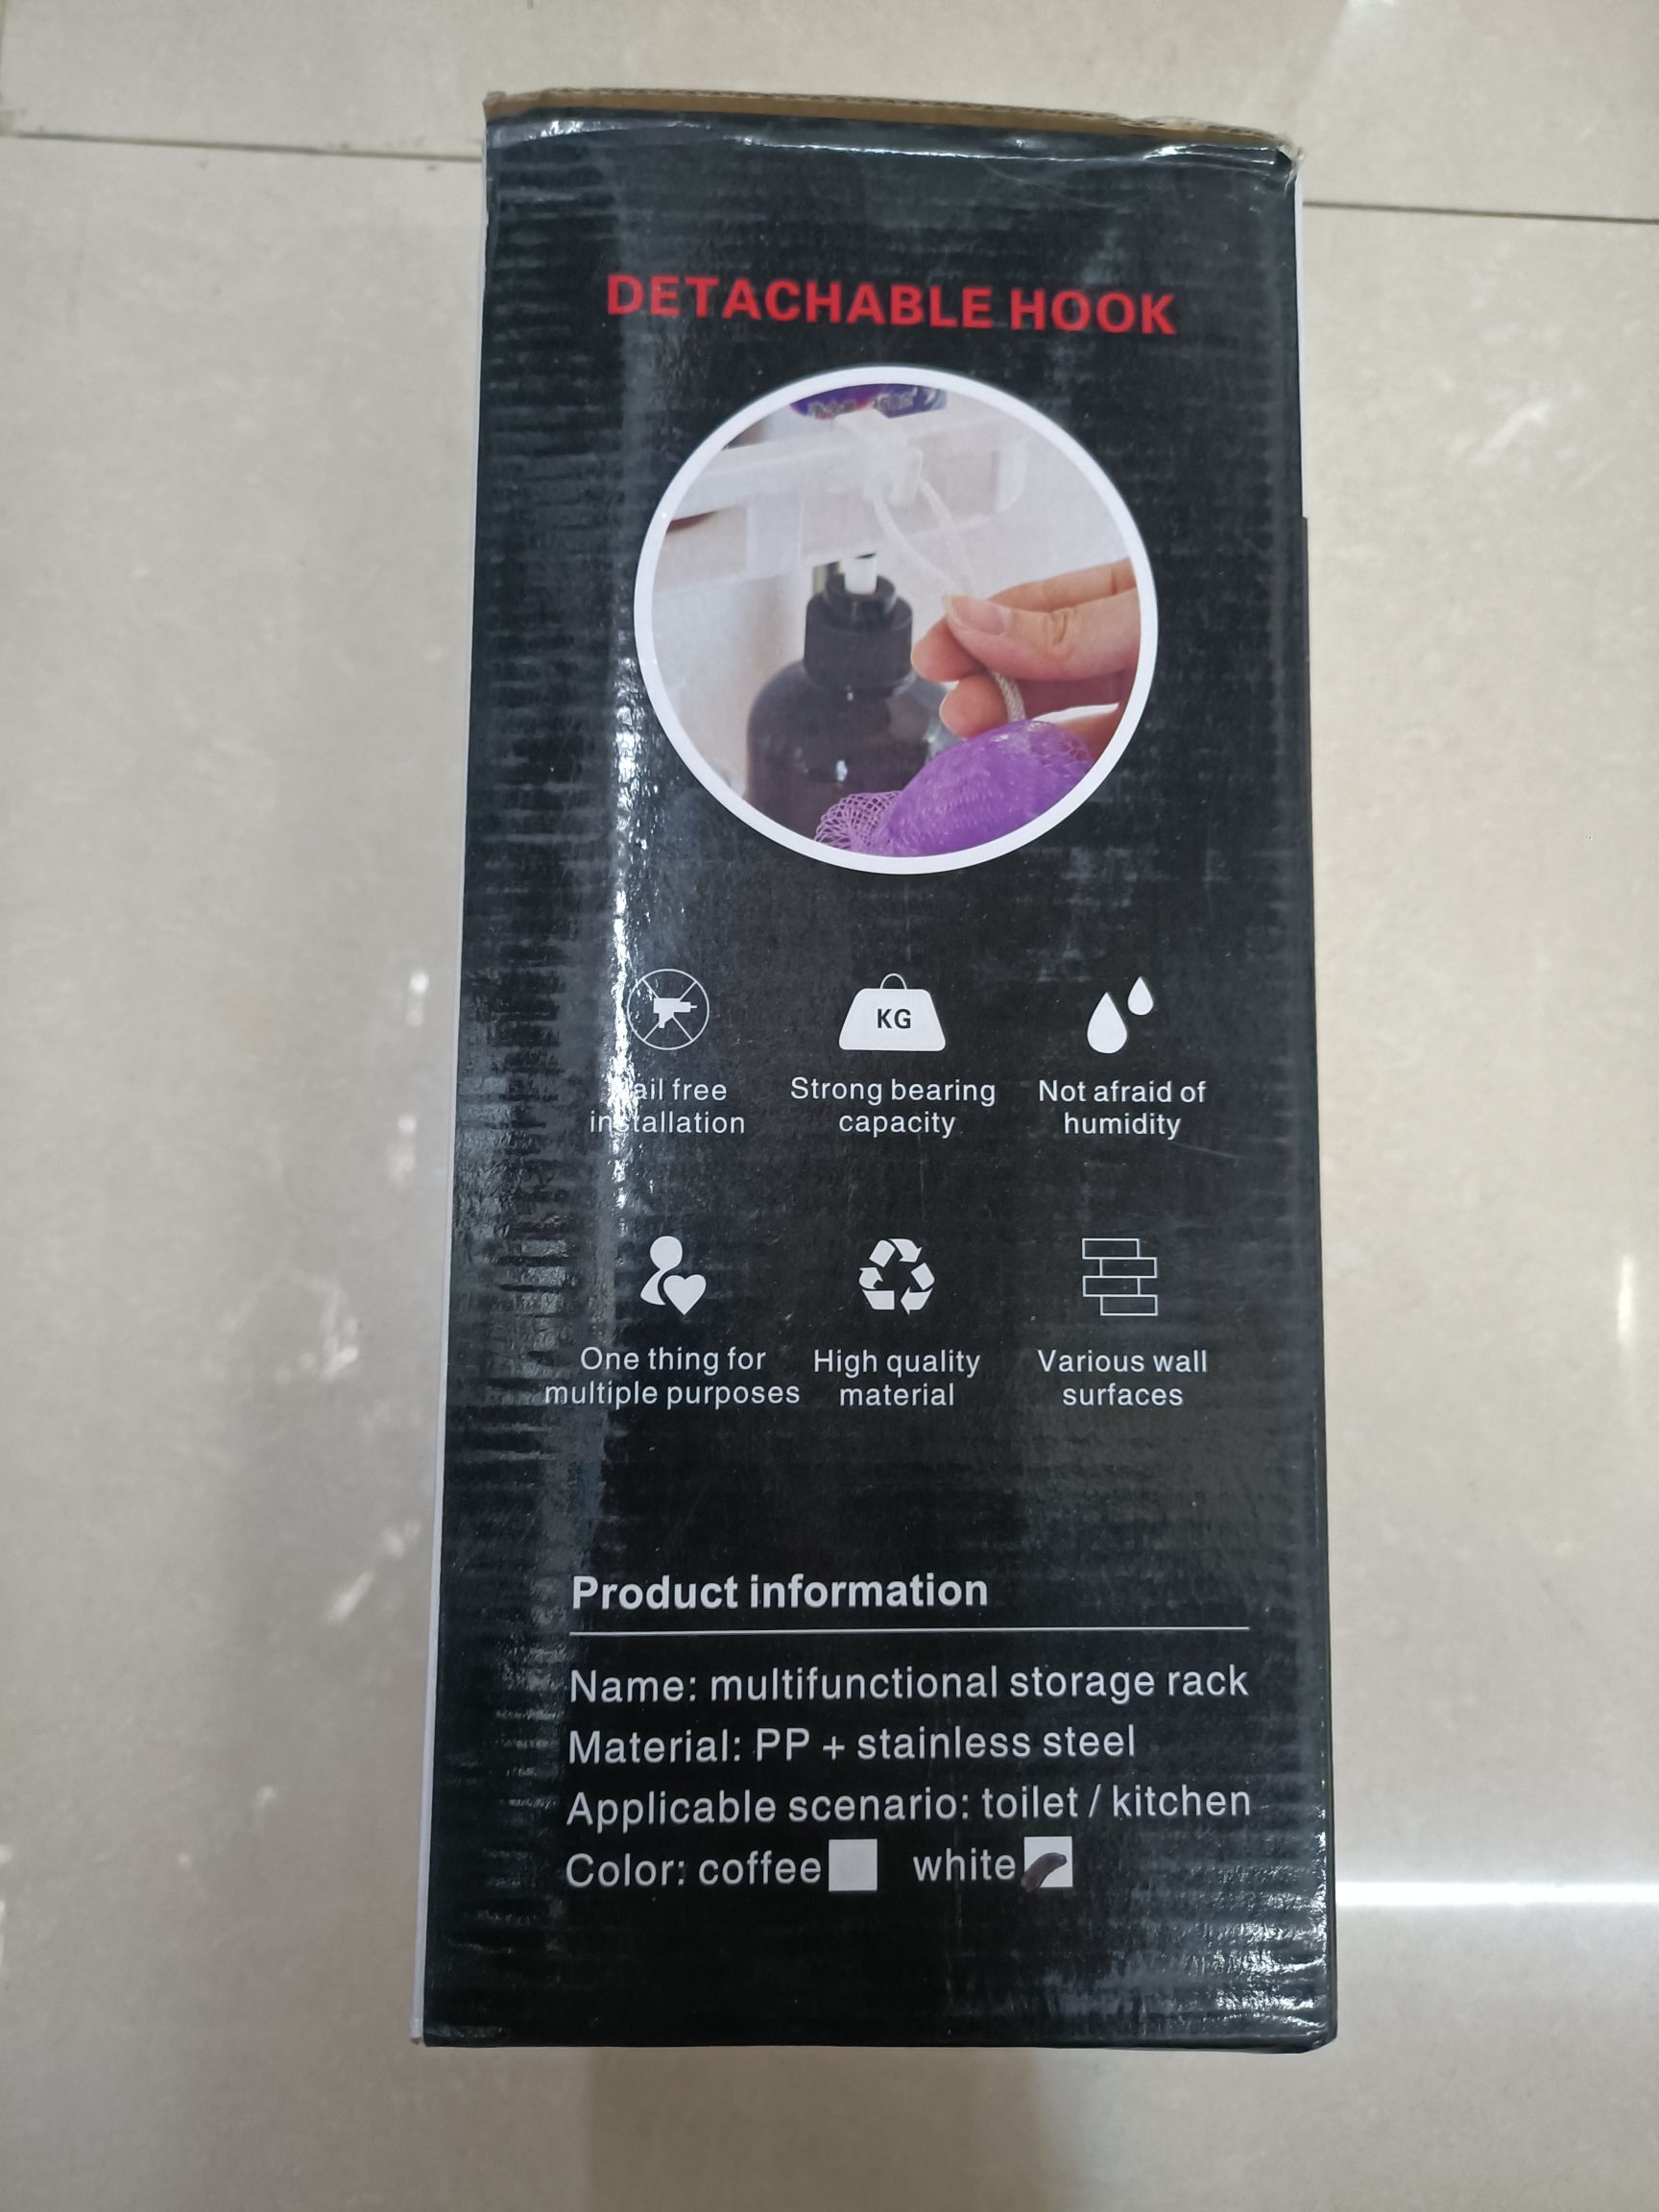 DETACHABLE HOOK
KG
Nail free
installation
Strong bearing
capacity
Not afraid of
humidity
One thing for
multiple purposes
High quality
material
Various wall
surfaces
Product information
Name: multifunctional storage rack
Material: PP + stainless steel
Applicable scenario: toilet / kitchen
Color: coffee white